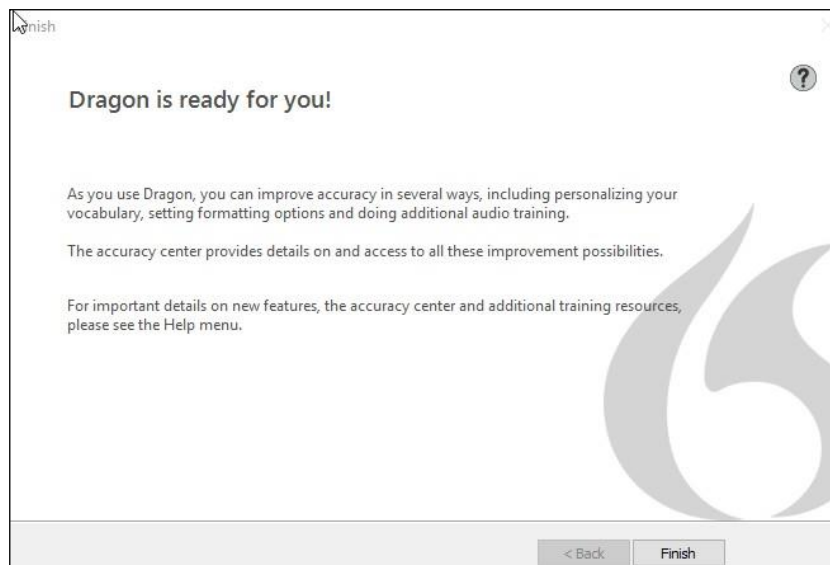 Finish
Dragon is ready for you!
?
As you use Dragon, you can improve accuracy in several ways, including personalizing your
vocabulary, setting formatting options and doing additional audio training.
The accuracy center provides details on and access to all these improvement possibilities.
For important details on new features, the accuracy center and additional training resources,
please see the Help menu.
< Back
Finish